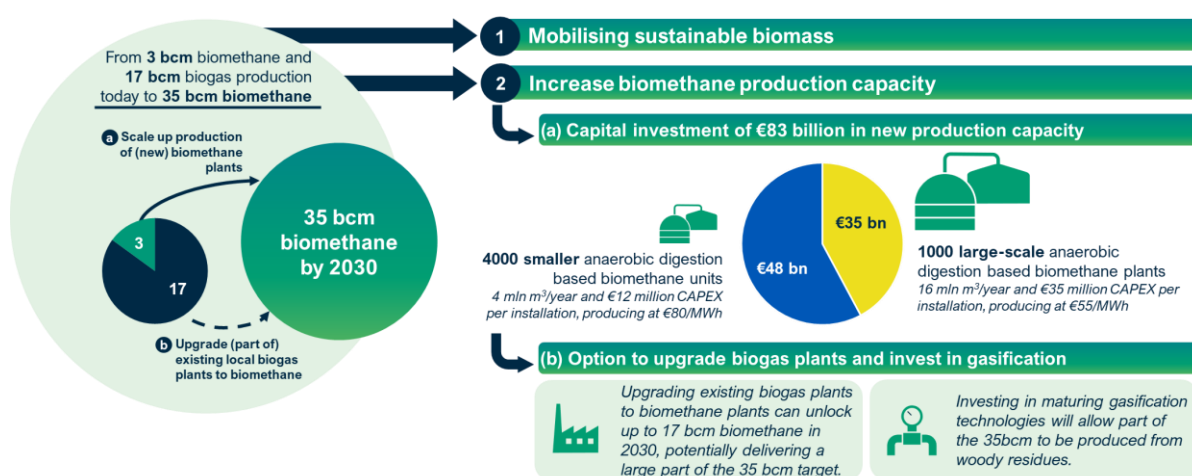 From 3 bcm biomethane and
17 bcm biogas production
today to 35 bcm biomethane
a Scale up production
of (new) biomethane
plants
3
17
35 bcm
biomethane
by 2030
b Upgrade (part of)
existing local biogas
plants to biomethane
1 Mobilising sustainable biomass
2 Increase biomethane production capacity
(a) Capital investment of €83 billion in new production capacity
4000 smaller anaerobic digestion
based biomethane units
4 mln m³/year and €12 million CAPEX
per installation, producing at €80/MWh
€48 bn
€35 bn
1000 large-scale anaerobic
digestion based biomethane plants
16 mln m³/year and €35 million CAPEX per
installation, producing at €55/MWh
(b) Option to upgrade biogas plants and invest in gasification
Upgrading existing biogas plants
to biomethane plants can unlock
up to 17 bcm biomethane in
2030, potentially delivering a
large part of the 35 bcm target.
Investing in maturing gasification
technologies will allow part of
the 35bcm to be produced from
woody residues.